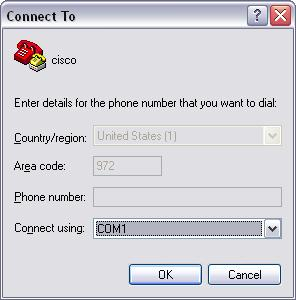 Connect To
cisco
Enter details for the phone number that you want to dial:
Country/region: United States (1)
Area code: 972
Phone number:
Connect using: COM1
OK Cancel